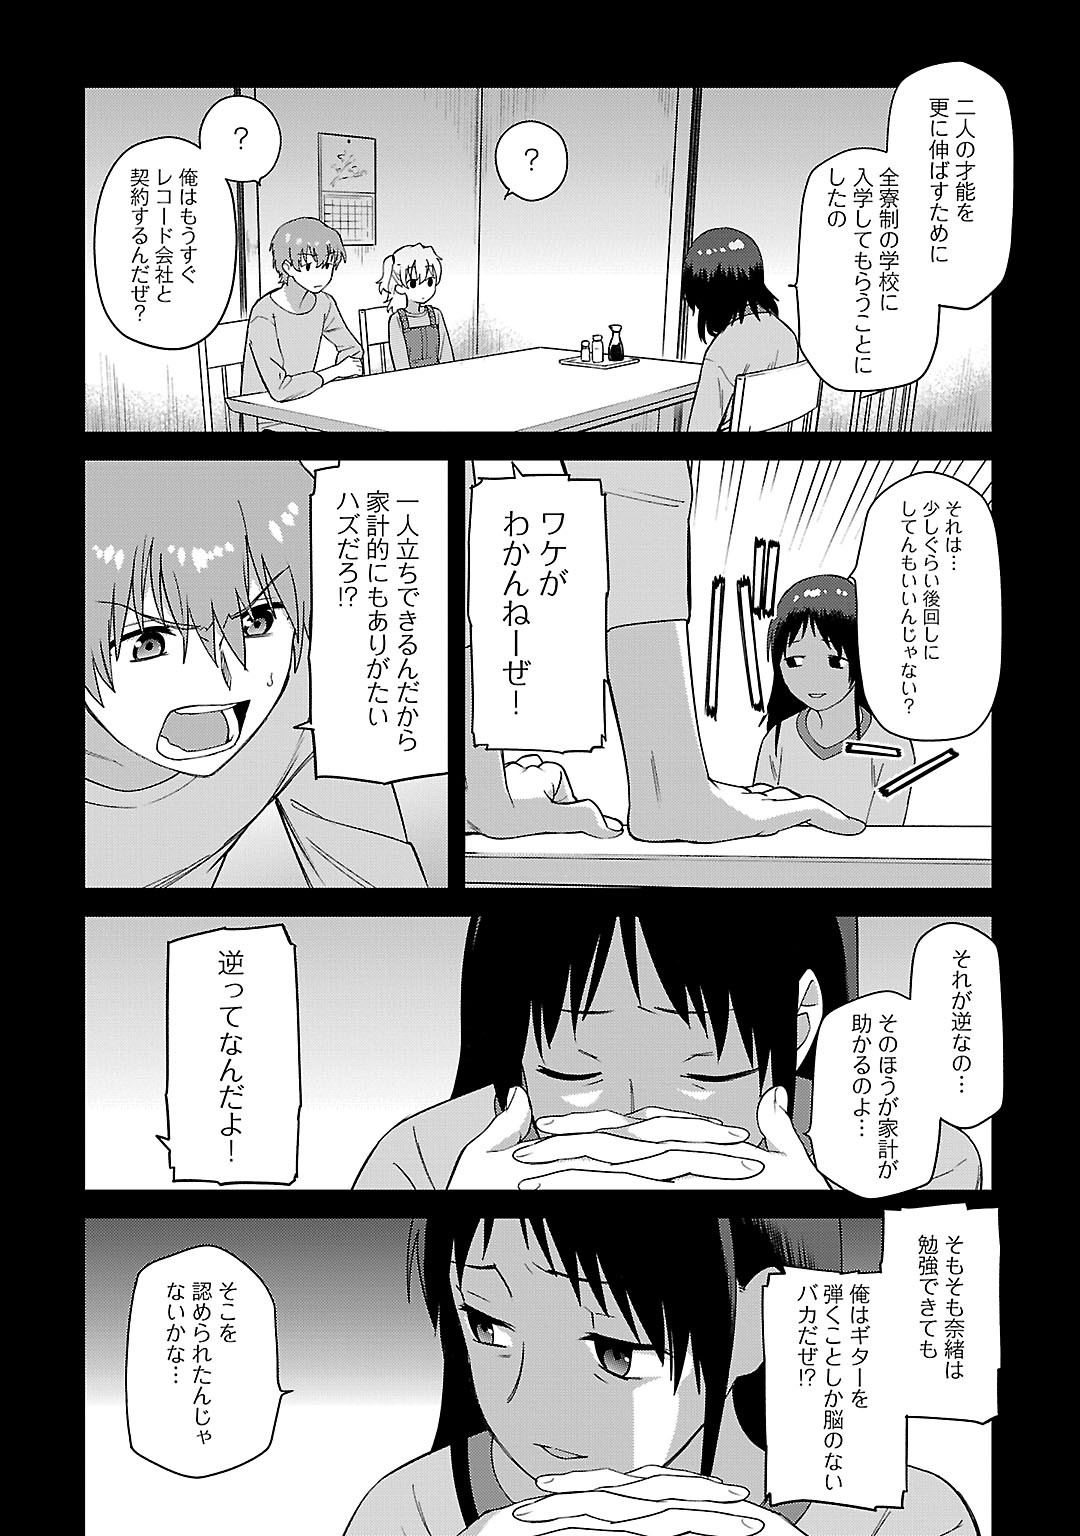 二人の才能を
更に伸ばすために
全寮制の学校に
入学してもらうことに
したの
?
?
俺はもうすぐ
レコード会社と
契約するんだぜ?
それは…
少しぐらい後回しに
してんもいいんじゃない?
バン
ワケが
わかんねーぜ!
一人立ちできるんだから
家計的にもありがたい
ハズだろ!?
それが逆なの…
そのほうが家計が
助かるのよ…
逆ってなんだよ!
そもそも奈緒は
勉強できても
俺はギターを
弾くことしか脳のない
バカだぜ!?
そこを
認められたんじゃ
ないかな…